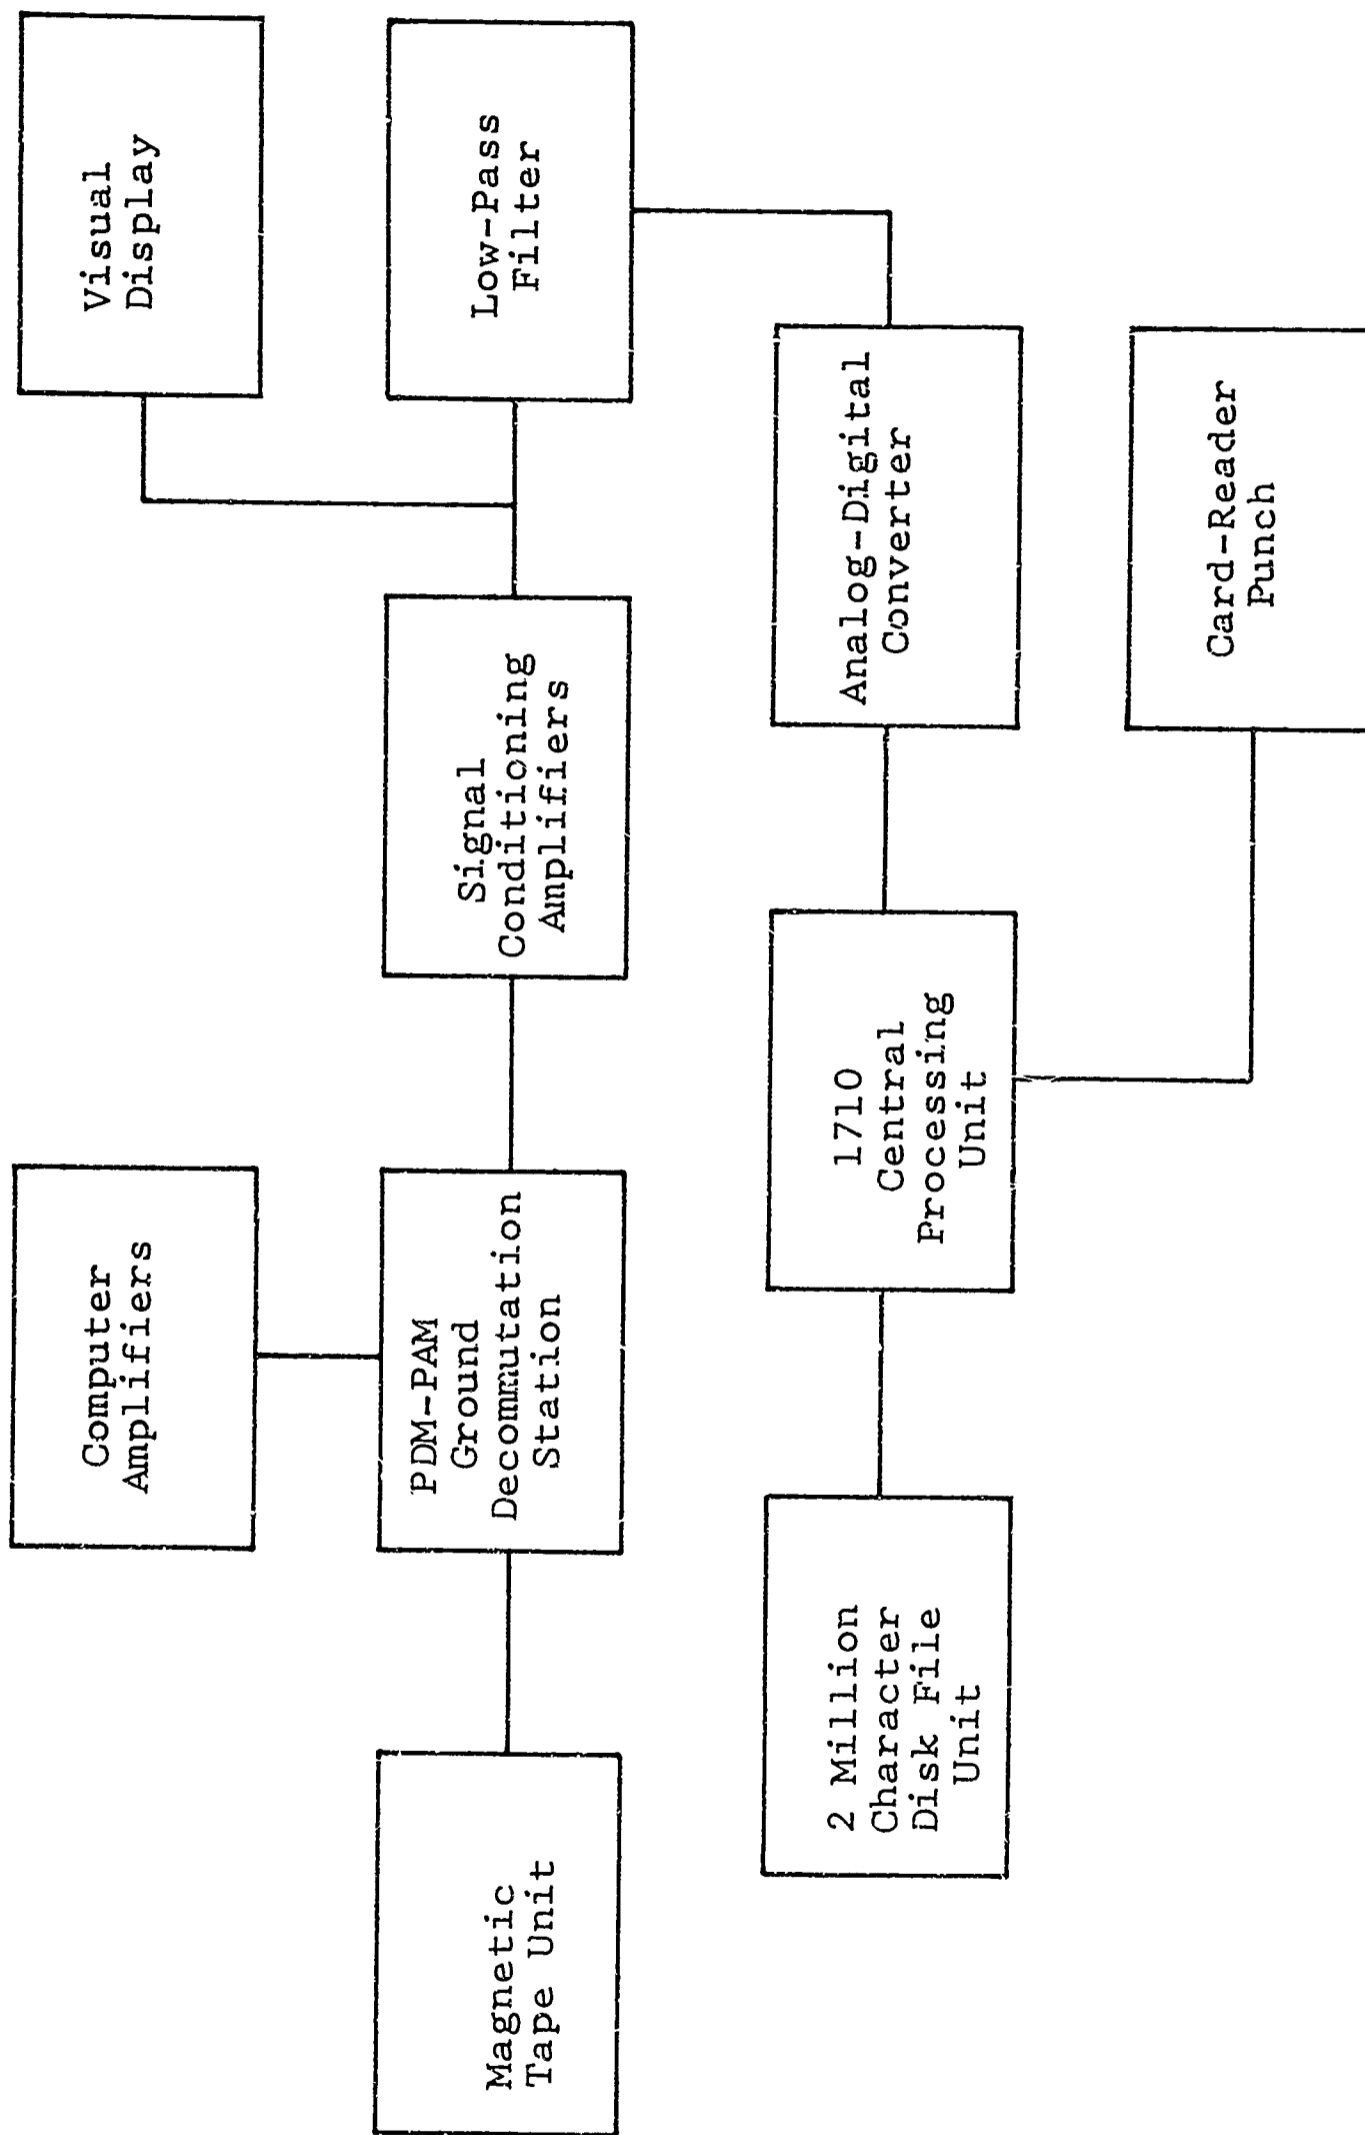 Computer
Amplifiers
Visual
Display
Magnetic
Tape Unit
PDM-PAM
Ground
Decommutation
Station
Signal
Conditioning
Amplifiers
Low-Pass
Filter
2 Million
Character
Disk File
Unit
1710
Central
Processing
Unit
Analog-Digital
Converter
Card-Reader
Punch